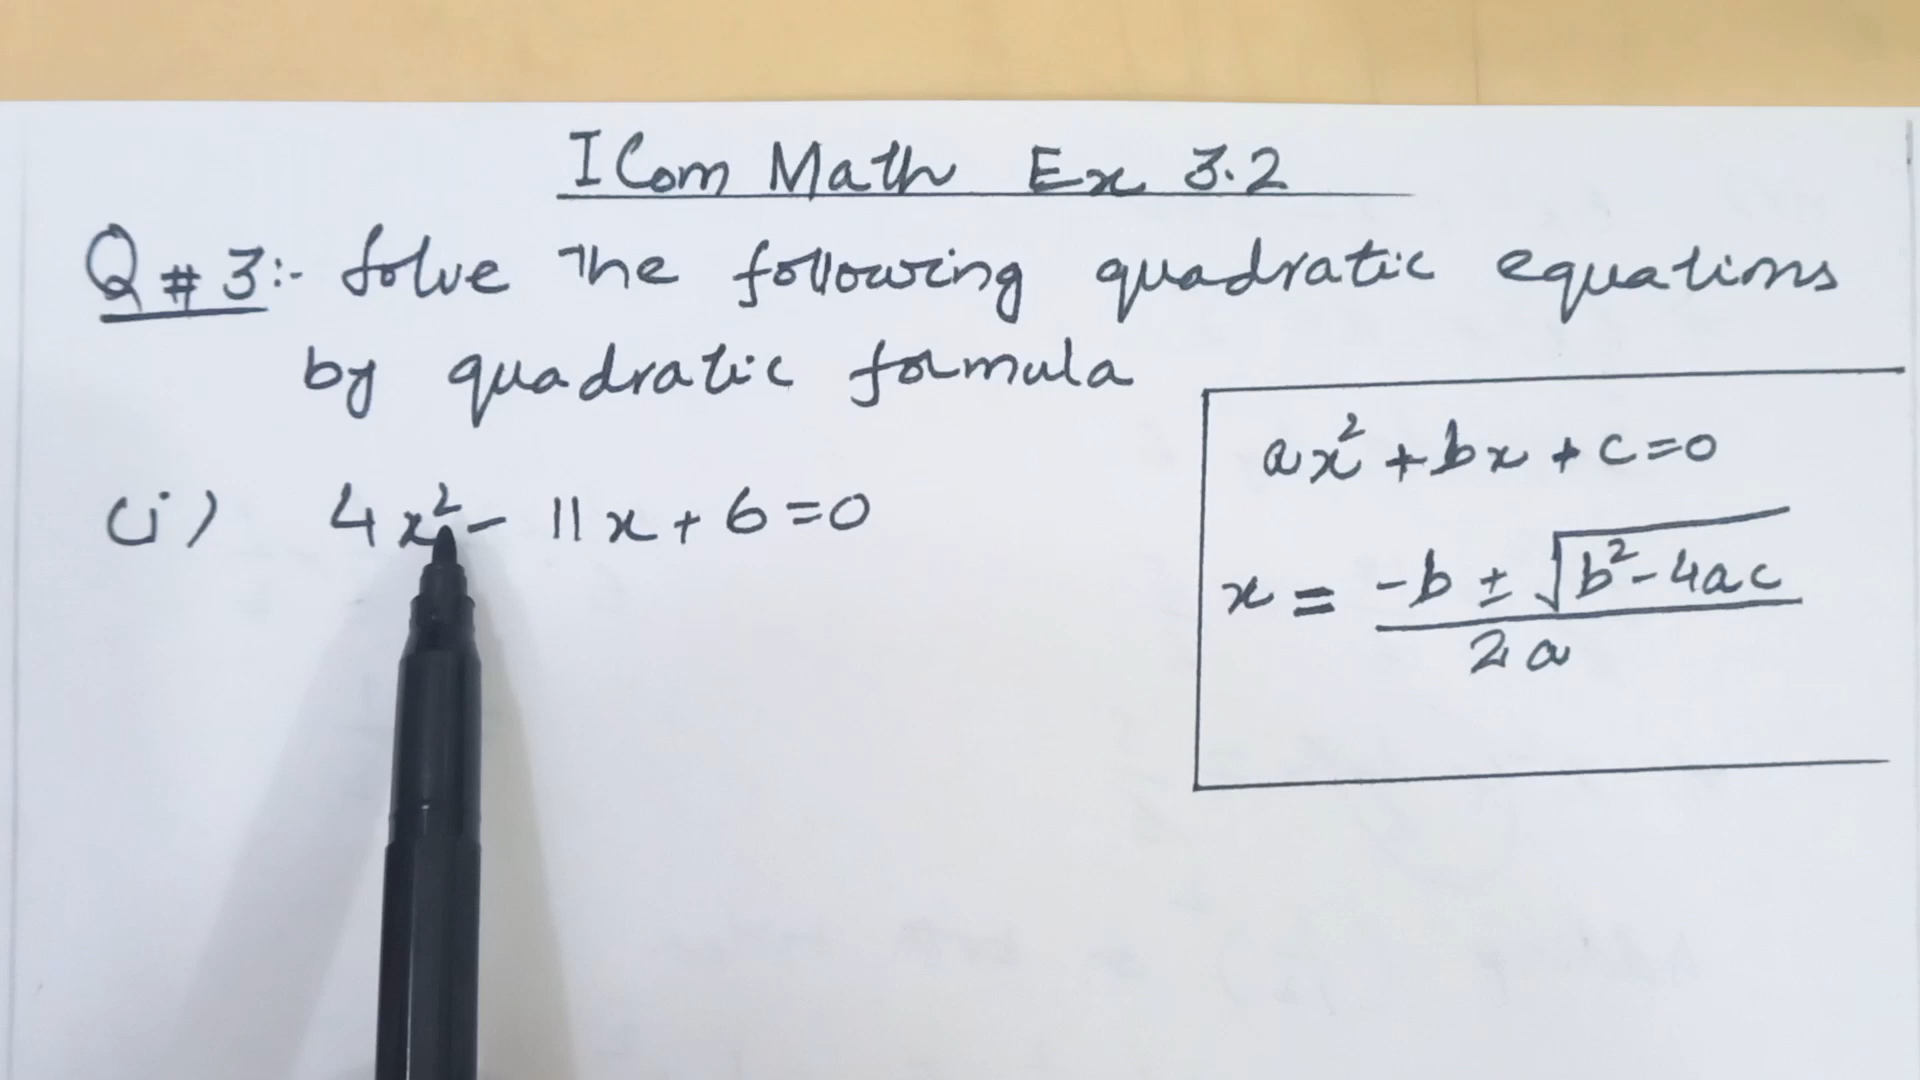 I Com Math Ex 3.2
Q # 3:- Solve the following quadratic equations
by quadratic formula
ax² + bx + c = 0
(i) 4x² - 11x + 6 = 0
x = -b ± √b² - 4ac
2a